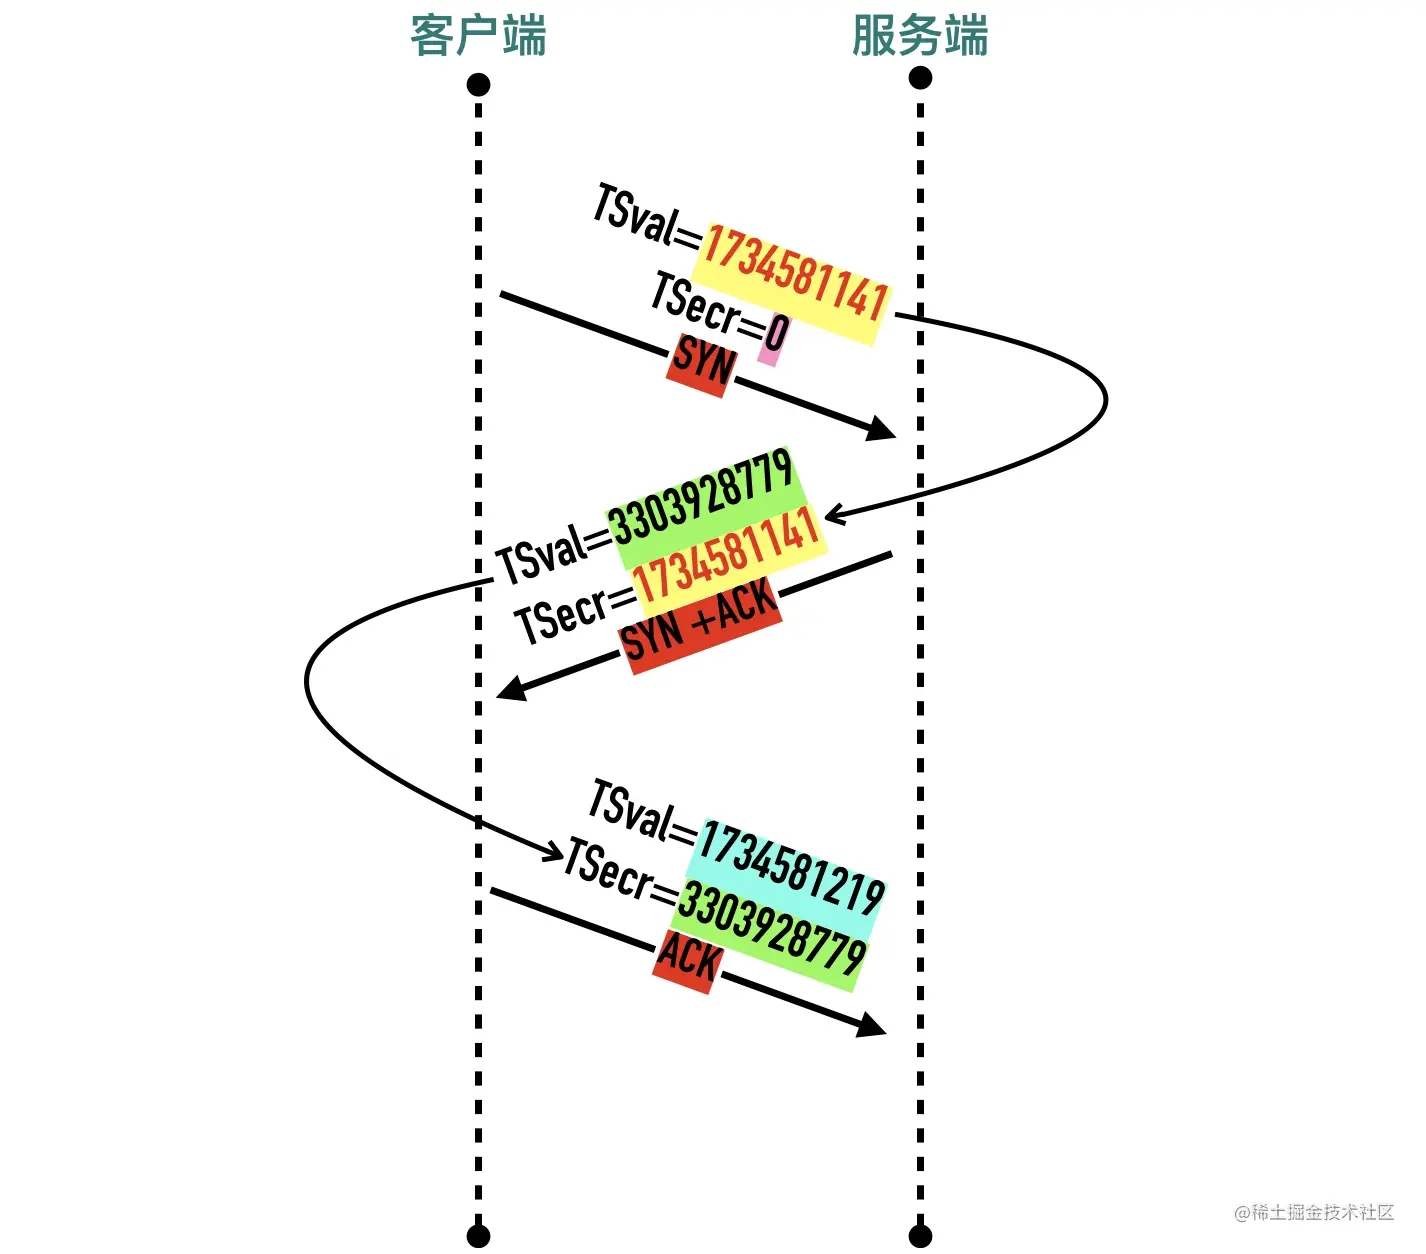 客户端
服务端
TSval=1734581141
TSecr=0
SYN
TSval=3303928779
TSecr=1734581141
SYN +ACK
TSval=1734581219
TSecr=3303928779
ACK
@稀土掘金技术社区